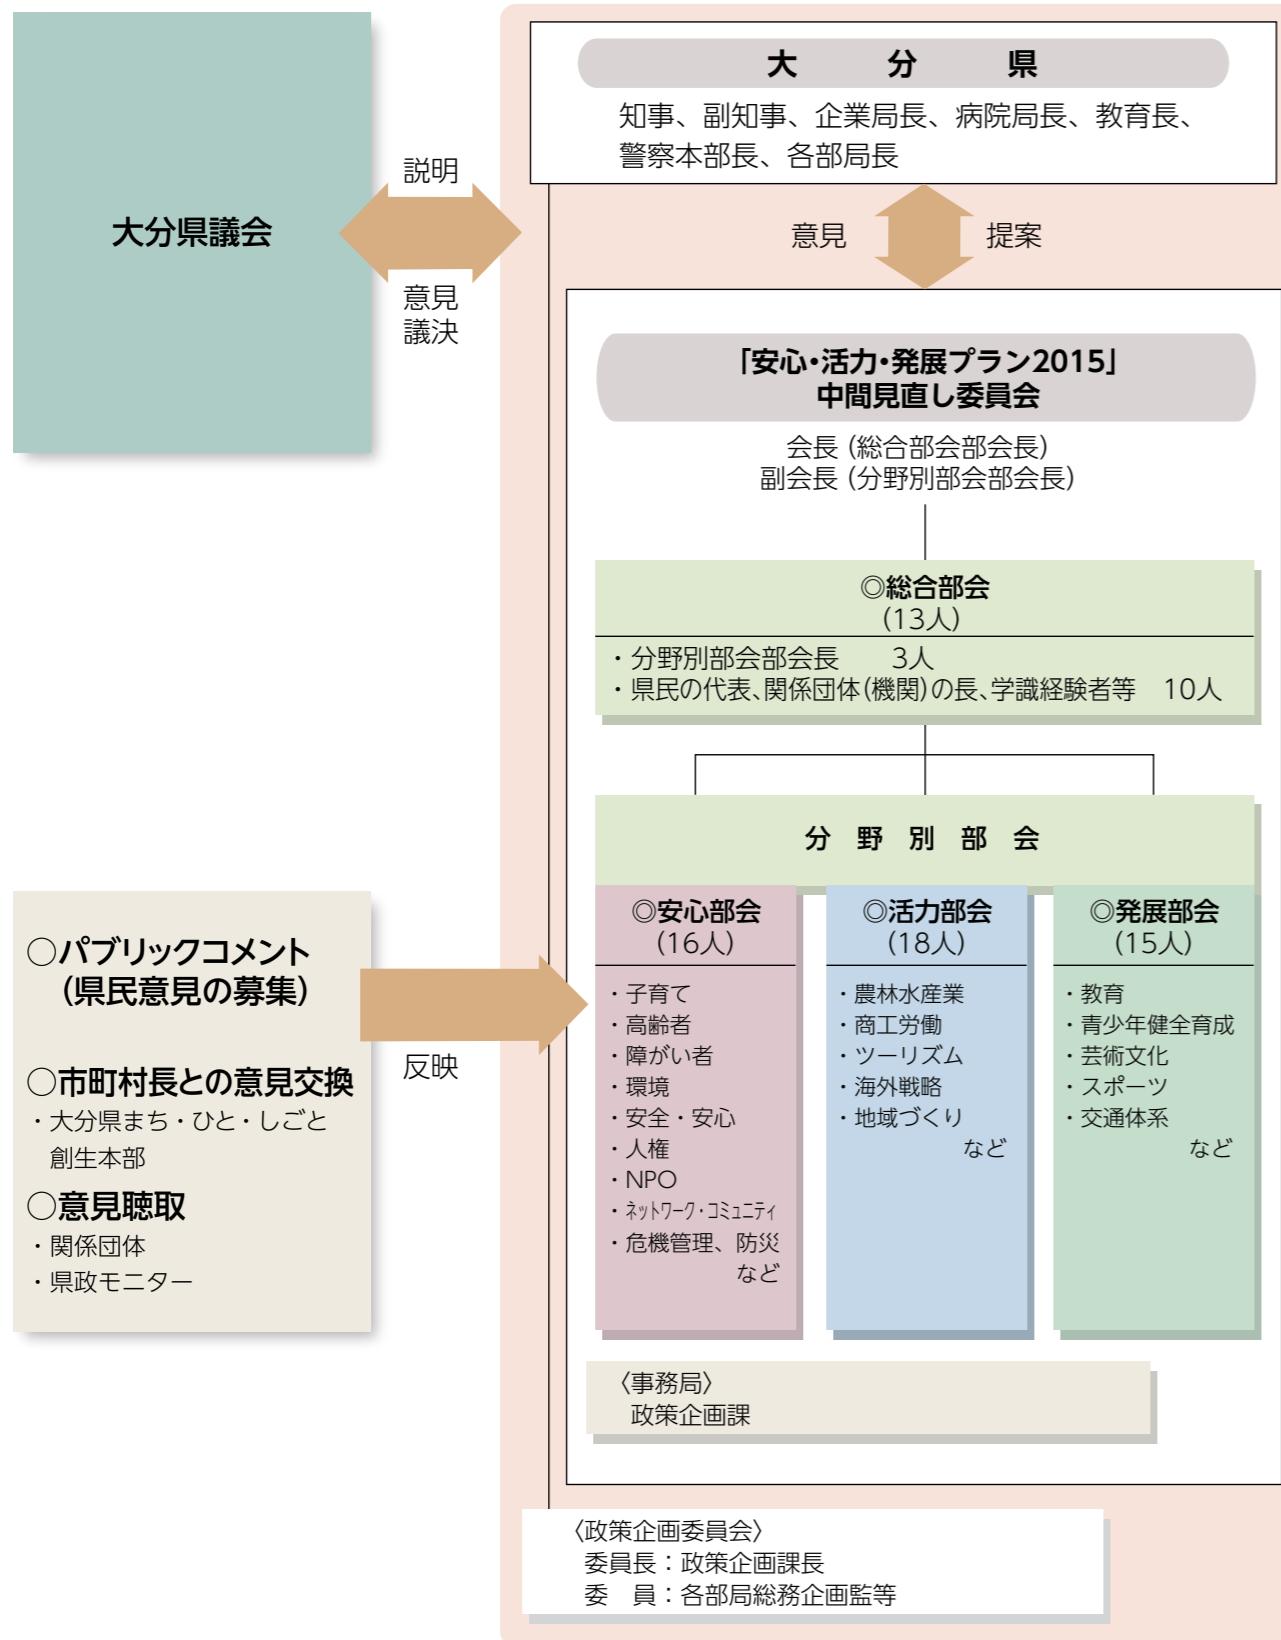 大分県議会
説明
意見
議決
大　分　県
知事、副知事、企業局長、病院局長、教育長、
警察本部長、各部局長
意見
提案
「安心・活力・発展プラン2015」
中間見直し委員会
会長（総合部会部会長）
副会長（分野別部会部会長）
◎総合部会
（13人）
・分野別部会部会長　3人
・県民の代表、関係団体（機関）の長、学識経験者等　10人
分野別部会
◎安心部会
（16人）
・子育て
・高齢者
・障がい者
・環境
・安全・安心
・人権
・NPO
・ﾈｯﾄﾜｰｸ・ｺﾐｭﾆﾃｨ
・危機管理、防災
など
◎活力部会
（18人）
・農林水産業
・商工労働
・ツーリズム
・海外戦略
・地域づくり
など
◎発展部会
（15人）
・教育
・青少年健全育成
・芸術文化
・スポーツ
・交通体系
など
○パブリックコメント
（県民意見の募集）
○市町村長との意見交換
・大分県まち・ひと・しごと
創生本部
○意見聴取
・関係団体
・県政モニター
反映
〈事務局〉
政策企画課
〈政策企画委員会〉
委員長：政策企画課長
委　員：各部局総務企画監等